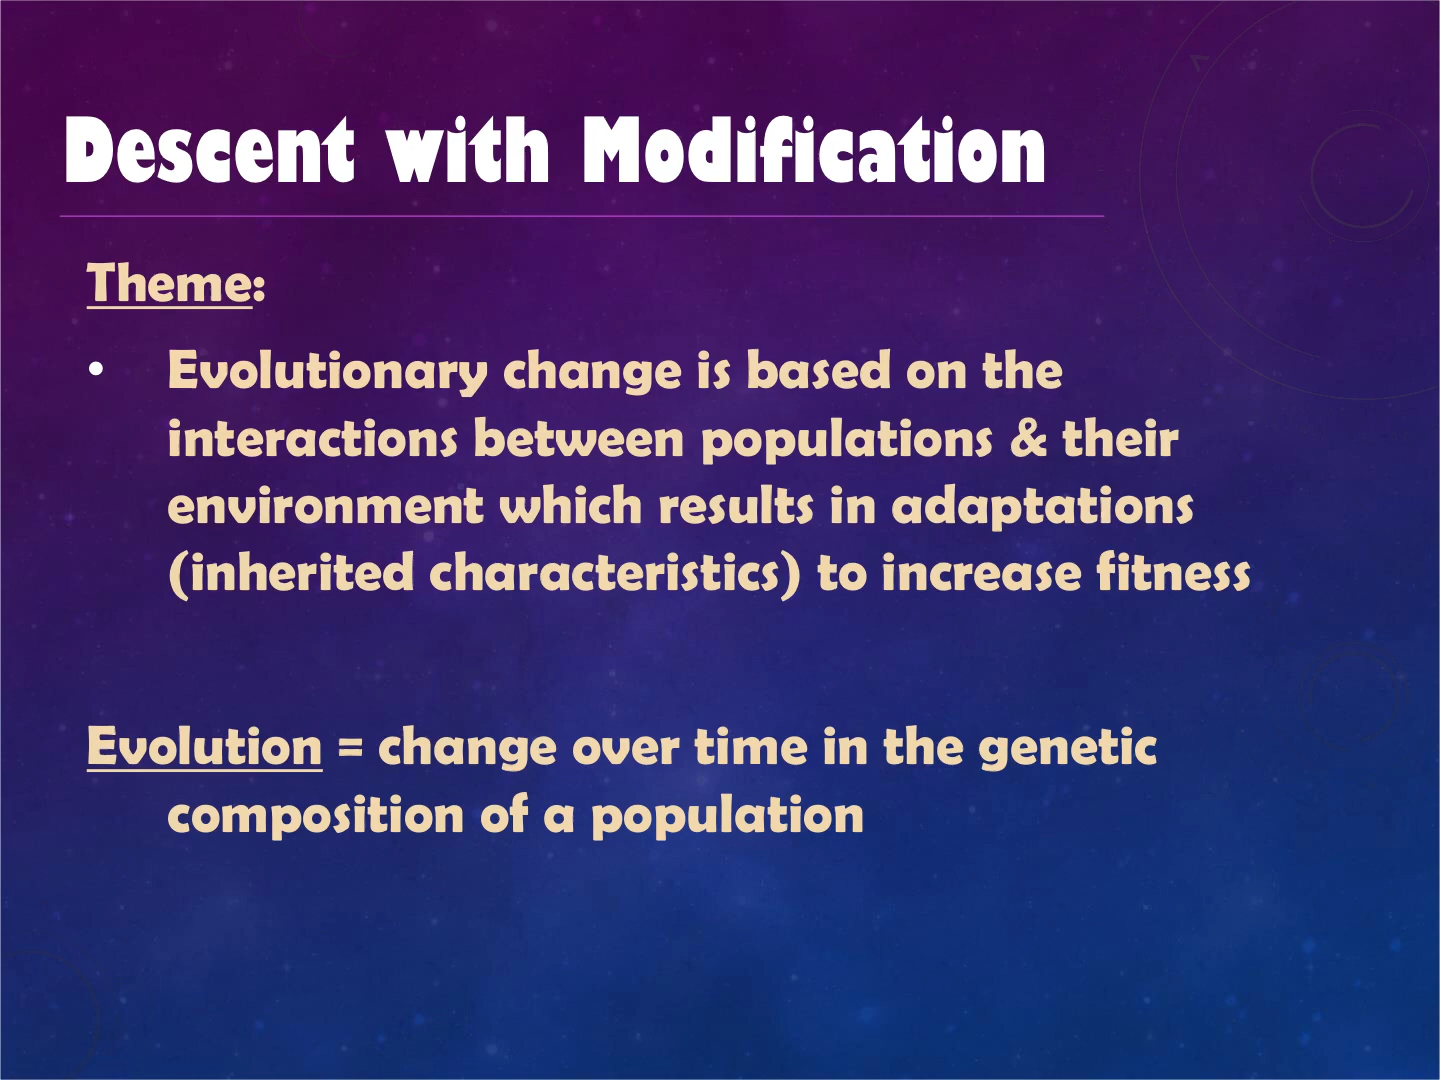 Descent with Modification
Theme:
• Evolutionary change is based on the
interactions between populations & their
environment which results in adaptations
(inherited characteristics) to increase fitness
Evolution = change over time in the genetic
composition of a population